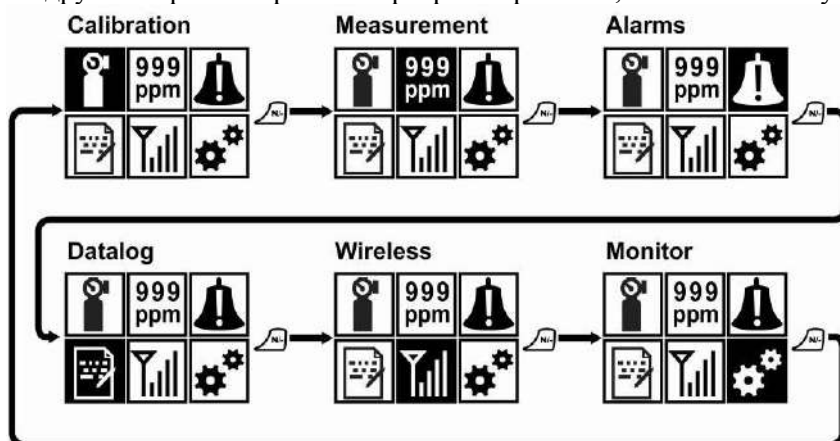 Calibration Measurement Alarms
999 999 999
ppm ppm ppm
N/- N/- N/-
Datalog Wireless Monitor
999 999 999
ppm ppm ppm
N/- N/- N/-